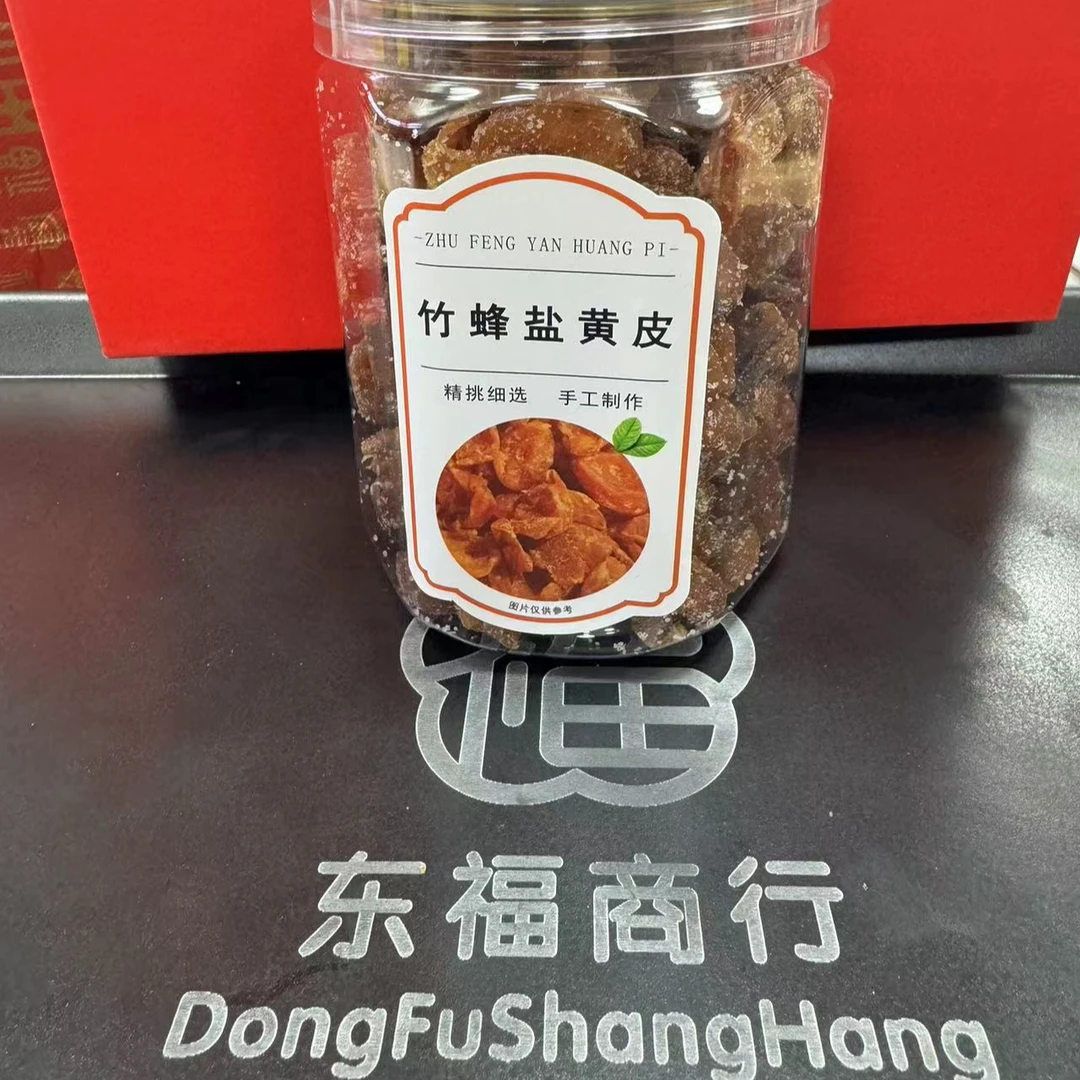 -ZHU FENG YAN HUANG PI-
竹蜂盐黄皮
精挑细选 手工制作
图片仅供参考
福
东福商行
DongFuShangHang